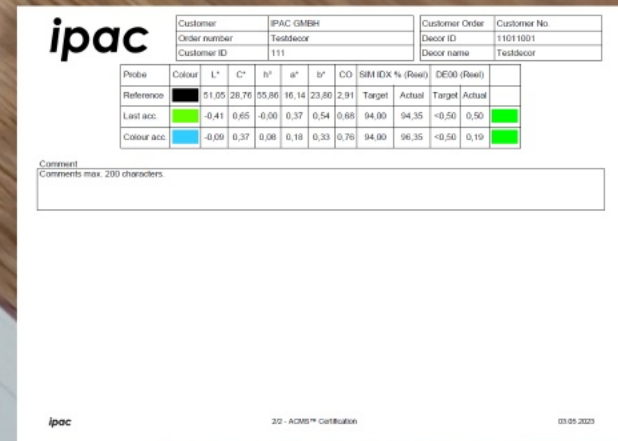 ipac
Customer IPAC GMBH Customer Order Customer No.
Order number Testdecor Decor ID 11011001
Customer ID 111 Decor name Testdecor
Probe Colour L* C* h° a* b* CO SIM IDX % (Reel) DE00 (Reel)
Reference 51,05 28,76 55,86 16,14 23,80 2,91 Target Actual Target Actual
Last acc. -0,41 0,65 -0,00 0,37 0,54 0,68 94,00 94,35 <0,50 0,50
Colour acc. -0,09 0,37 0,08 0,18 0,33 0,76 94,00 96,35 <0,50 0,19
Comment
Comments max. 200 characters.
ipac 2/2 - ACMS™ Certification 03.05.2023